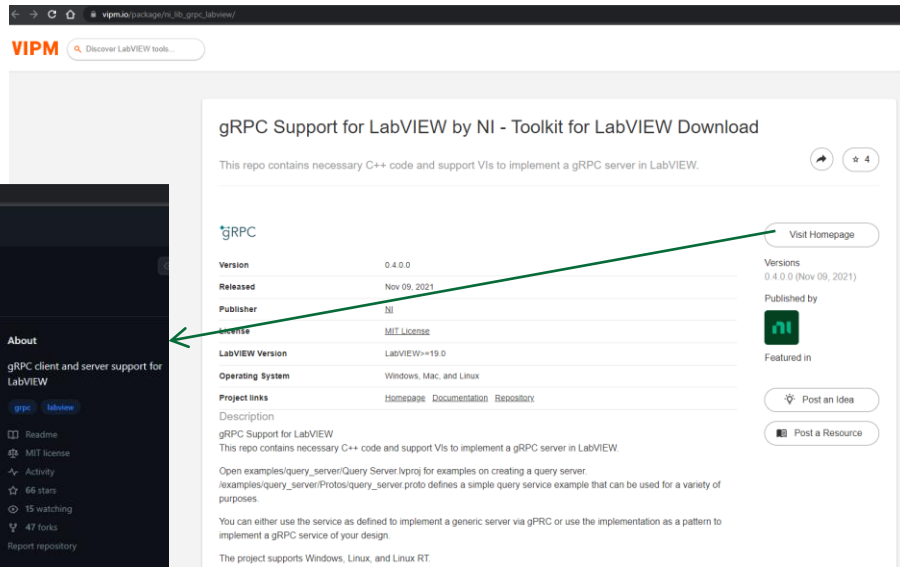 vipm.io/package/ni_lib_grpc_labview/
VIPM
Discover LabVIEW tools...
gRPC Support for LabVIEW by NI - Toolkit for LabVIEW Download
This repo contains necessary C++ code and support VIs to implement a gRPC server in LabVIEW.
4
gRPC
Visit Homepage
Version 0.4.0.0
Released Nov 09, 2021
Publisher NI
License MIT License
LabVIEW Version LabVIEW>=19.0
Operating System Windows, Mac, and Linux
Project links Homepage Documentation Repository
Versions
0.4.0.0 (Nov 09, 2021)
Published by
ni
Featured in
Post an Idea
Post a Resource
Description
gRPC Support for LabVIEW
This repo contains necessary C++ code and support VIs to implement a gRPC server in LabVIEW.
Open examples/query_server/Query Server.lvproj for examples on creating a query server.
/examples/query_server/Protos/query_server.proto defines a simple query service example that can be used for a variety of
purposes.
You can either use the service as defined to implement a generic server via gPRC or use the implementation as a pattern to
implement a gRPC service of your design.
The project supports Windows, Linux, and Linux RT.
About
gRPC client and server support for
LabVIEW
grpc labview
Readme
MIT license
Activity
66 stars
15 watching
47 forks
Report repository